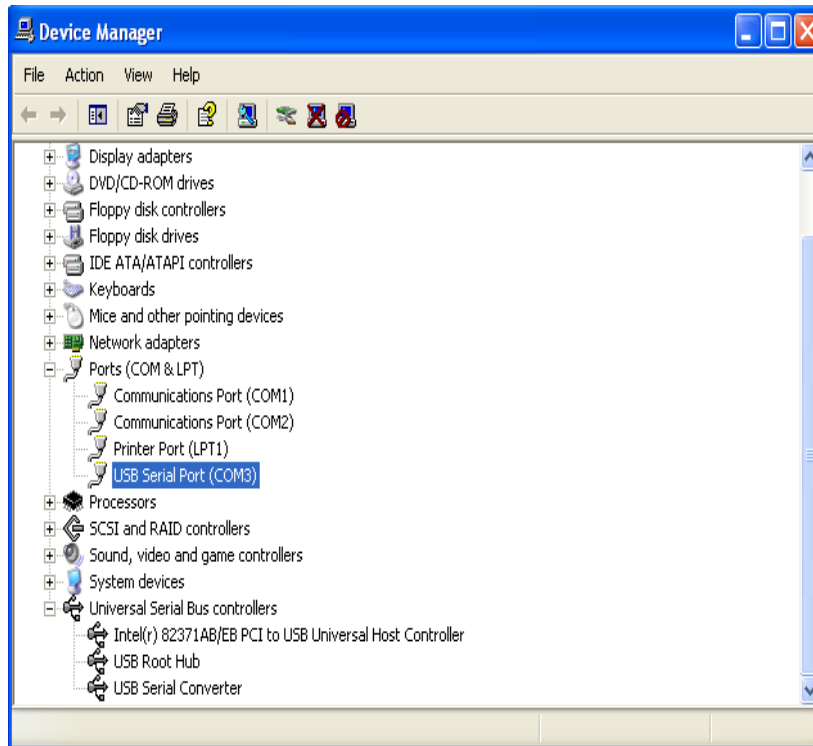 Device Manager
File Action View Help
Display adapters
DVD/CD-ROM drives
Floppy disk controllers
Floppy disk drives
IDE ATA/ATAPI controllers
Keyboards
Mice and other pointing devices
Network adapters
Ports (COM & LPT)
Communications Port (COM1)
Communications Port (COM2)
Printer Port (LPT1)
USB Serial Port (COM3)
Processors
SCSI and RAID controllers
Sound, video and game controllers
System devices
Universal Serial Bus controllers
Intel(r) 82371AB/EB PCI to USB Universal Host Controller
USB Root Hub
USB Serial Converter